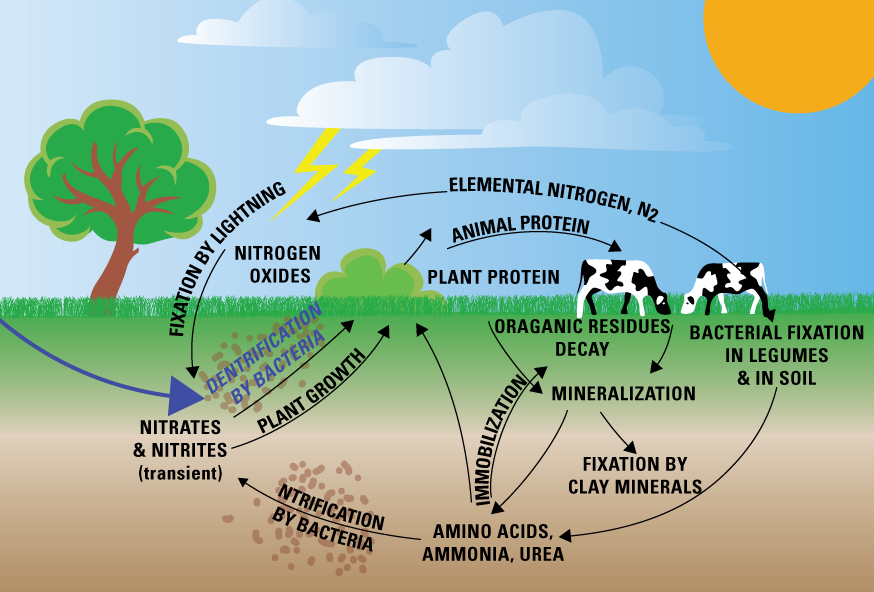 ELEMENTAL NITROGEN, N2
FIXATION BY LIGHTNING
ANIMAL PROTEIN
NITROGEN
OXIDES
PLANT PROTEIN
ORAGANIC RESIDUES
DECAY
BACTERIAL FIXATION
IN LEGUMES
& IN SOIL
DENTRIFICATION
BY BACTERIA
PLANT GROWTH
MINERALIZATION
IMMOBILIZATION
NITRATES
& NITRITES
(transient)
FIXATION BY
CLAY MINERALS
NTRIFICATION
BY BACTERIA
AMINO ACIDS,
AMMONIA, UREA